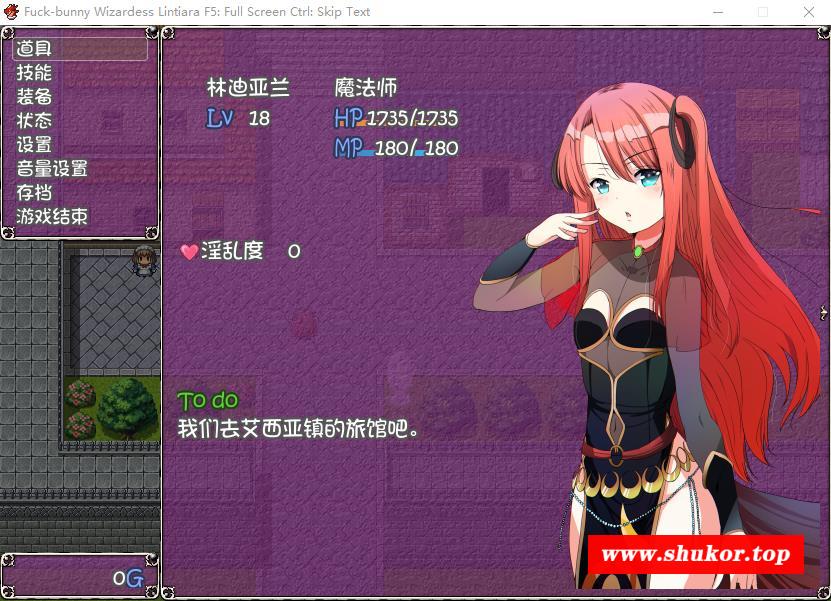 Fuck-bunny Wizardess Lintiara F5: Full Screen Ctrl: Skip Text
道具
技能
装备
状态
设置
音量设置
存档
游戏结束
林迪亚兰 魔法师
Lv 18 HP 1735/1735
MP 180/180
淫乱度 0
To do
我们去艾西亚镇的旅馆吧。
0G
www.shukor.top